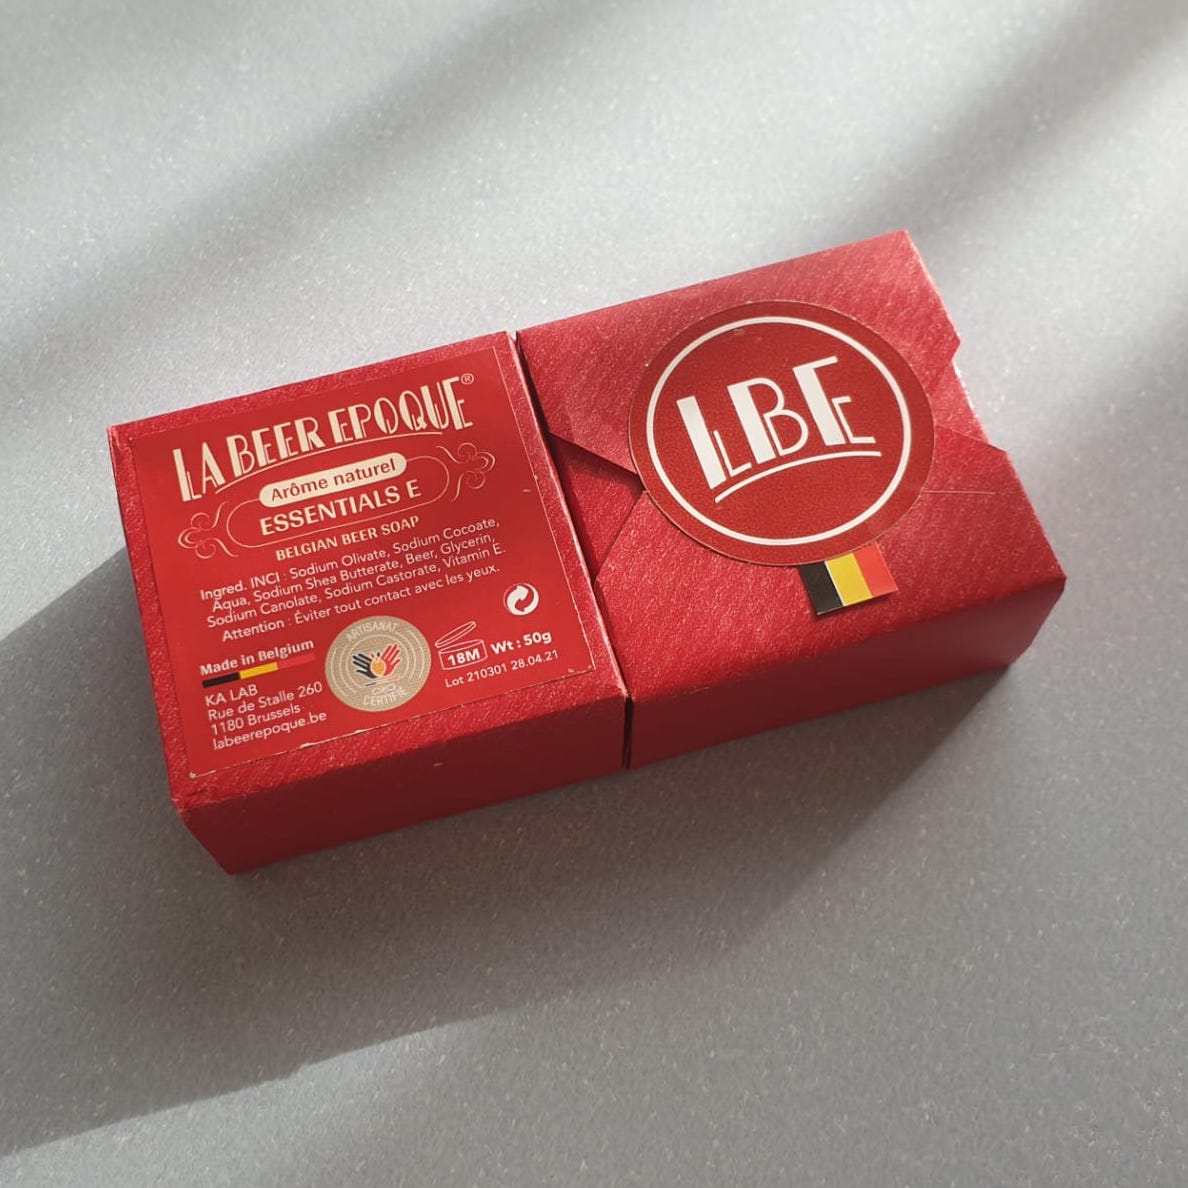 LA BEER EPOQUE®
Arôme naturel
ESSENTIALS E
BELGIAN BEER SOAP
Ingred. INCI : Sodium Olivate, Sodium Cocoate,
Aqua, Sodium Shea Butterate, Beer, Glycerin,
Sodium Canolate, Sodium Castorate, Vitamin E.
Attention : Éviter tout contact avec les yeux.
Made in Belgium
KA LAB
Rue de Stalle 260
1180 Brussels
labeerepoque.be
ARTISANAT
CERTIFIÉ
18M Wt : 50g
Lot 210301 28.04.21
LLBEE